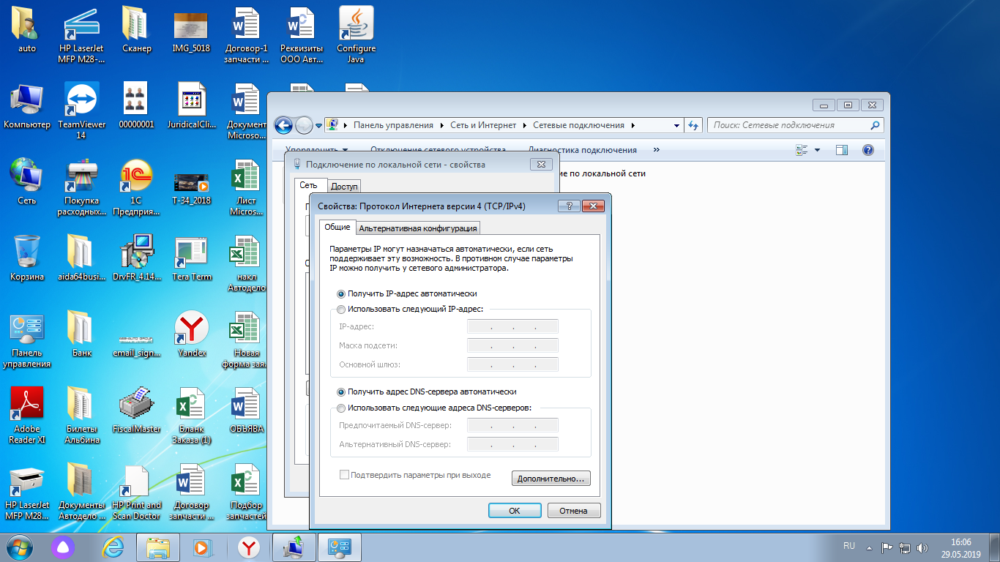 auto
HP LaserJet
MFP M28-...
Сканер
IMG_5018
Договор-1
запчасти ...
Реквизиты
ООО Авт...
Configure
Java
Компьютер
TeamViewer
14
00000001
JuridicalCli...
Документ
Microso...
Сеть
Покупка
расходных...
1С
Предприя...
Т-34_2018
Лист
Micros...
Корзина
aida64busi...
DrvFR_4.14...
Tera Term
накл
Автодело
Панель
управления
Банк
email_sign...
Yandex
Новая
форма зая
Adobe
Reader XI
Билеты
Альбина
FiscalMaster
Бланк
Заказа (1)
ОБЪЯВА
HP LaserJet
MFP M28...
Документы
Автодело ...
HP Print and
Scan Doctor
Договор
запчасти ...
Подбор
запчастей
Панель управления
Сеть и Интернет
Сетевые подключения
Поиск: Сетевые подключения
Упорядочить
Отключение сетевого устройства
Диагностика подключения
»
по локальной сети
Подключение по локальной сети - свойства
Сеть
Доступ
Свойства: Протокол Интернета версии 4 (TCP/IPv4)
Общие
Альтернативная конфигурация
Параметры IP могут назначаться автоматически, если сеть
поддерживает эту возможность. В противном случае параметры
IP можно получить у сетевого администратора.
Получить IP-адрес автоматически
Использовать следующий IP-адрес:
IP-адрес:
Маска подсети:
Основной шлюз:
Получить адрес DNS-сервера автоматически
Использовать следующие адреса DNS-серверов:
Предпочитаемый DNS-сервер:
Альтернативный DNS-сервер:
Подтвердить параметры при выходе
Дополнительно...
ОК
Отмена
RU
16:06
29.05.2019